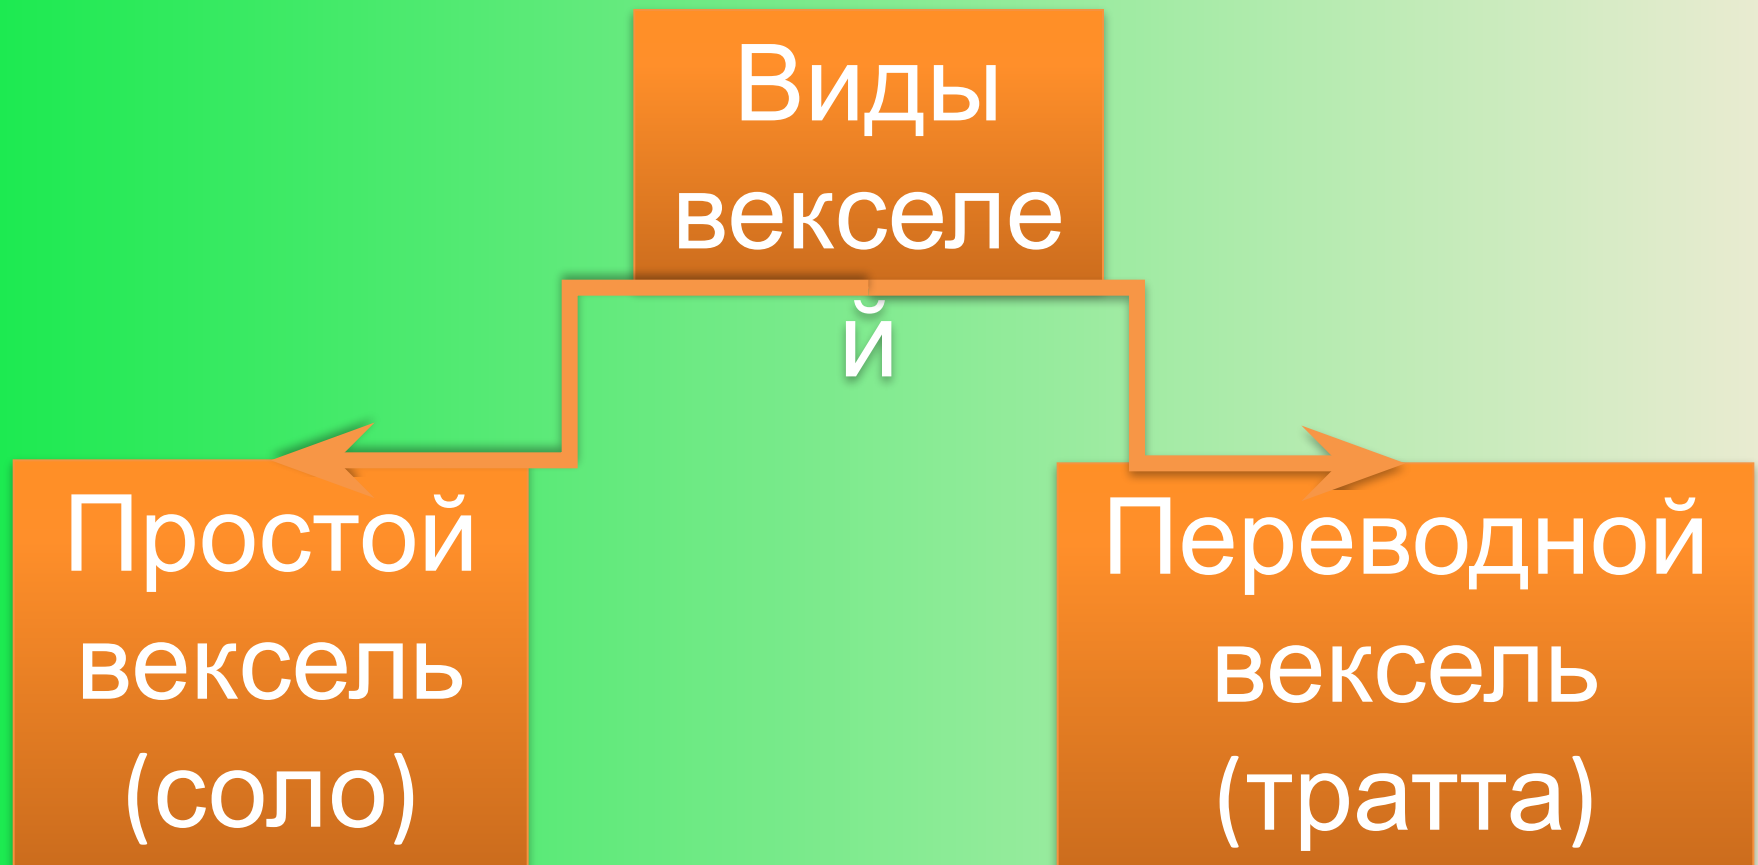 Виды
векселе
й
Простой
вексель
(соло)
Переводной
вексель
(тратта)